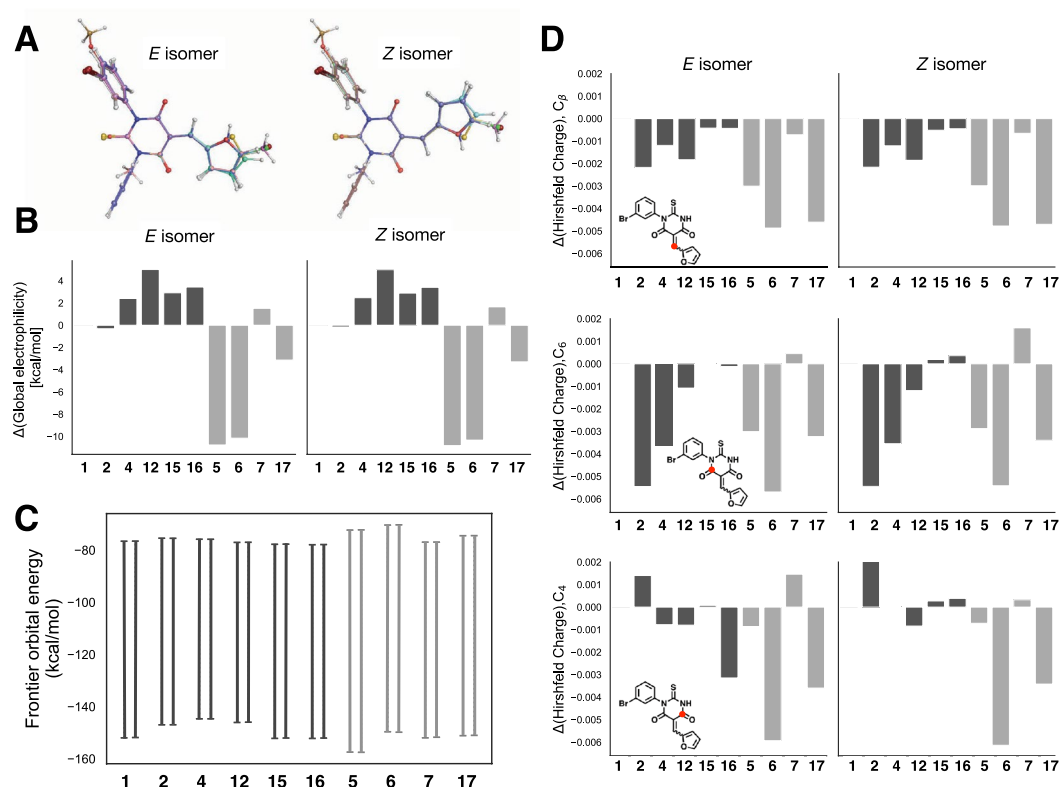 A
E isomer
Z isomer
B
E isomer
Z isomer
Δ(Global electrophilicity)
[kcal/mol]
4
2
0
−2
−4
−6
−8
−10
1 2 4 12 15 16 5 6 7 17
1 2 4 12 15 16 5 6 7 17
C
Frontier orbital energy
(kcal/mol)
−80
−100
−120
−140
−160
1 2 4 12 15 16 5 6 7 17
D
E isomer
Z isomer
Δ(Hirshfeld Charge), Cβ
0.002
0.001
0.000
−0.001
−0.002
−0.003
−0.004
−0.005
−0.006
S
Br
N
NH
O
O
O
1 2 4 12 15 16 5 6 7 17
1 2 4 12 15 16 5 6 7 17
Δ(Hirshfeld Charge),C6
0.002
0.001
0.000
−0.001
−0.002
−0.003
−0.004
−0.005
−0.006
S
Br
N
NH
O
O
O
1 2 4 12 15 16 5 6 7 17
1 2 4 12 15 16 5 6 7 17
Δ(Hirshfeld Charge),C4
0.002
0.001
0.000
−0.001
−0.002
−0.003
−0.004
−0.005
−0.006
S
Br
N
NH
O
O
O
1 2 4 12 15 16 5 6 7 17
1 2 4 12 15 16 5 6 7 17